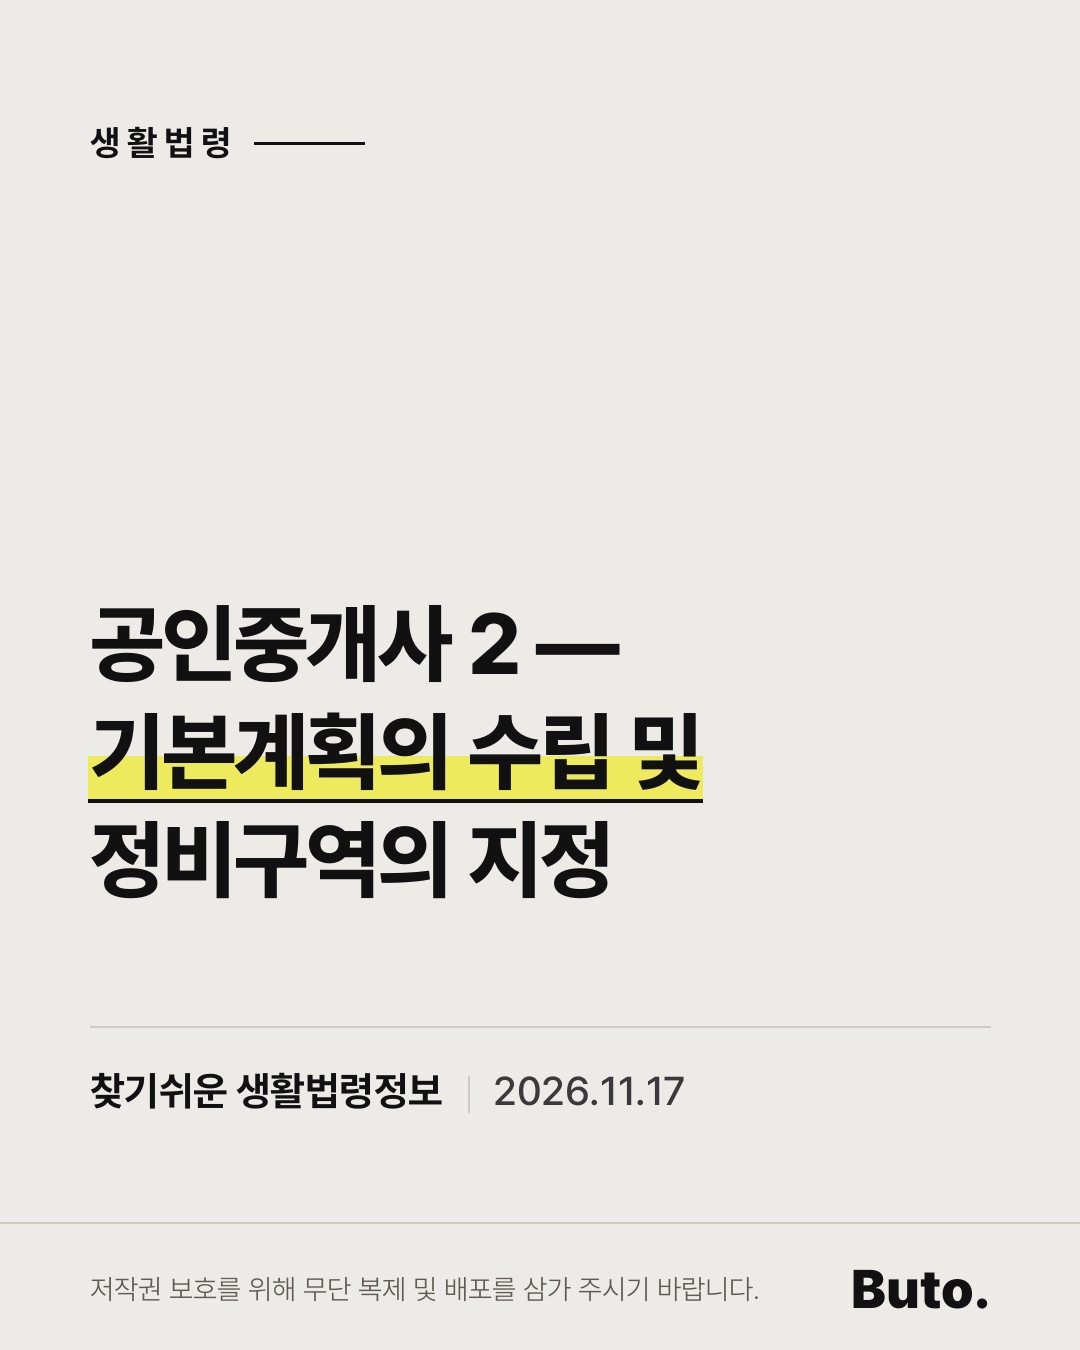 생활법령
공인중개사 2 —
기본계획의 수립 및
정비구역의 지정
찾기쉬운 생활법령정보 | 2026.11.17
저작권 보호를 위해 무단 복제 및 배포를 삼가 주시기 바랍니다.
Buto.